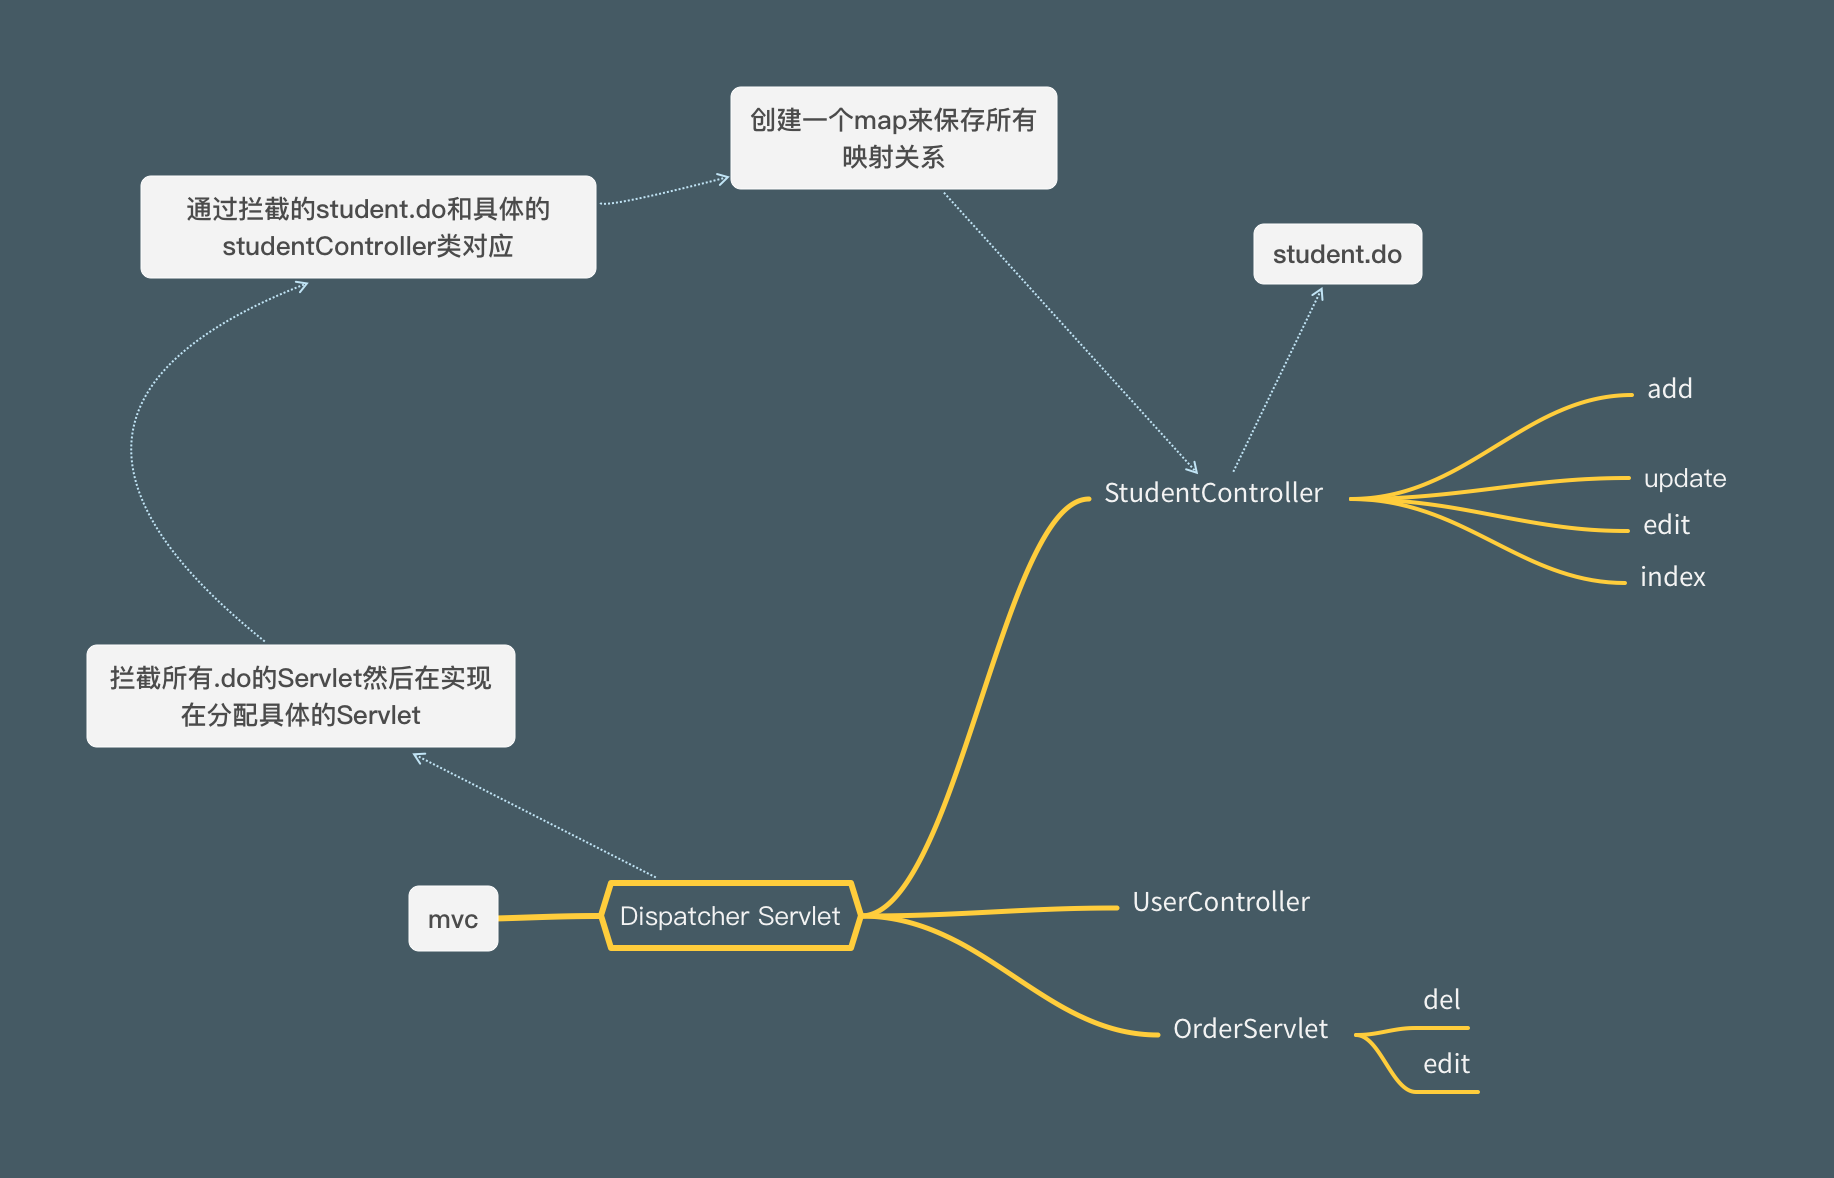 创建一个map来保存所有
映射关系
通过拦截的student.do和具体的
studentController类对应
student.do
add
update
StudentController
edit
index
拦截所有.do的Servlet然后在实现
在分配具体的Servlet
mvc
Dispatcher Servlet
UserController
del
OrderServlet
edit